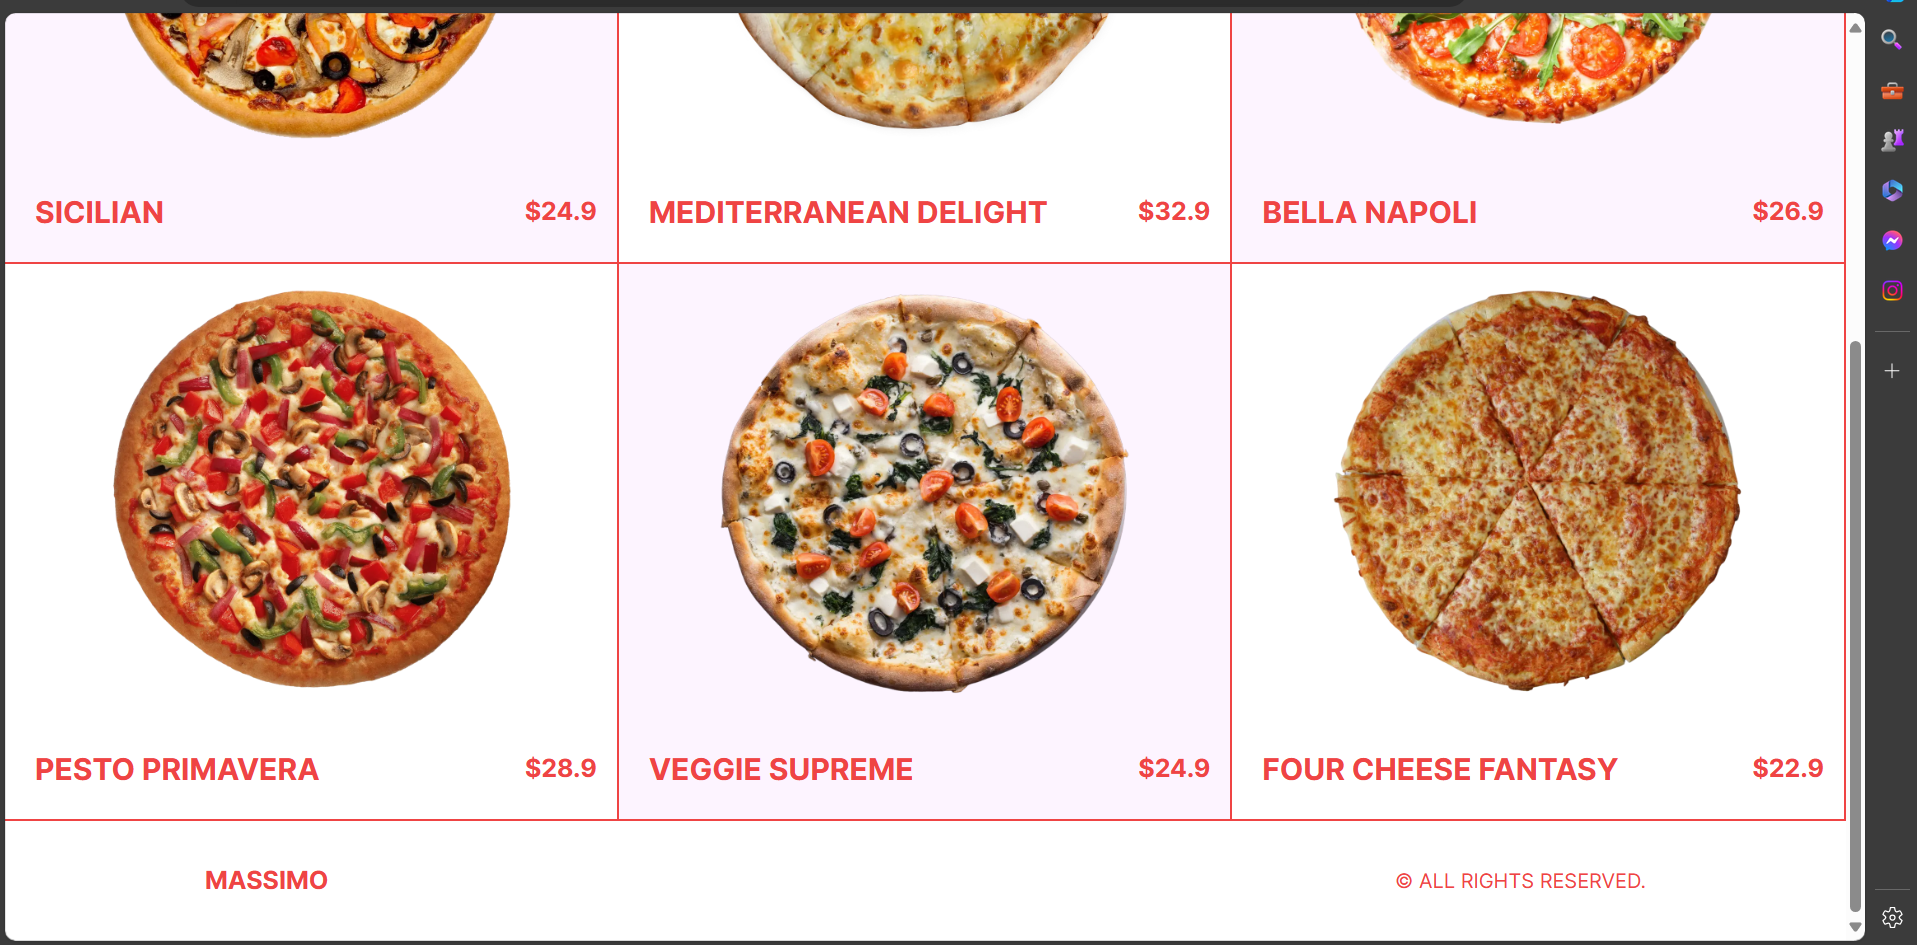 SICILIAN $24.9 MEDITERRANEAN DELIGHT $32.9 BELLA NAPOLI $26.9
PESTO PRIMAVERA $28.9 VEGGIE SUPREME $24.9 FOUR CHEESE FANTASY $22.9
MASSIMO © ALL RIGHTS RESERVED.